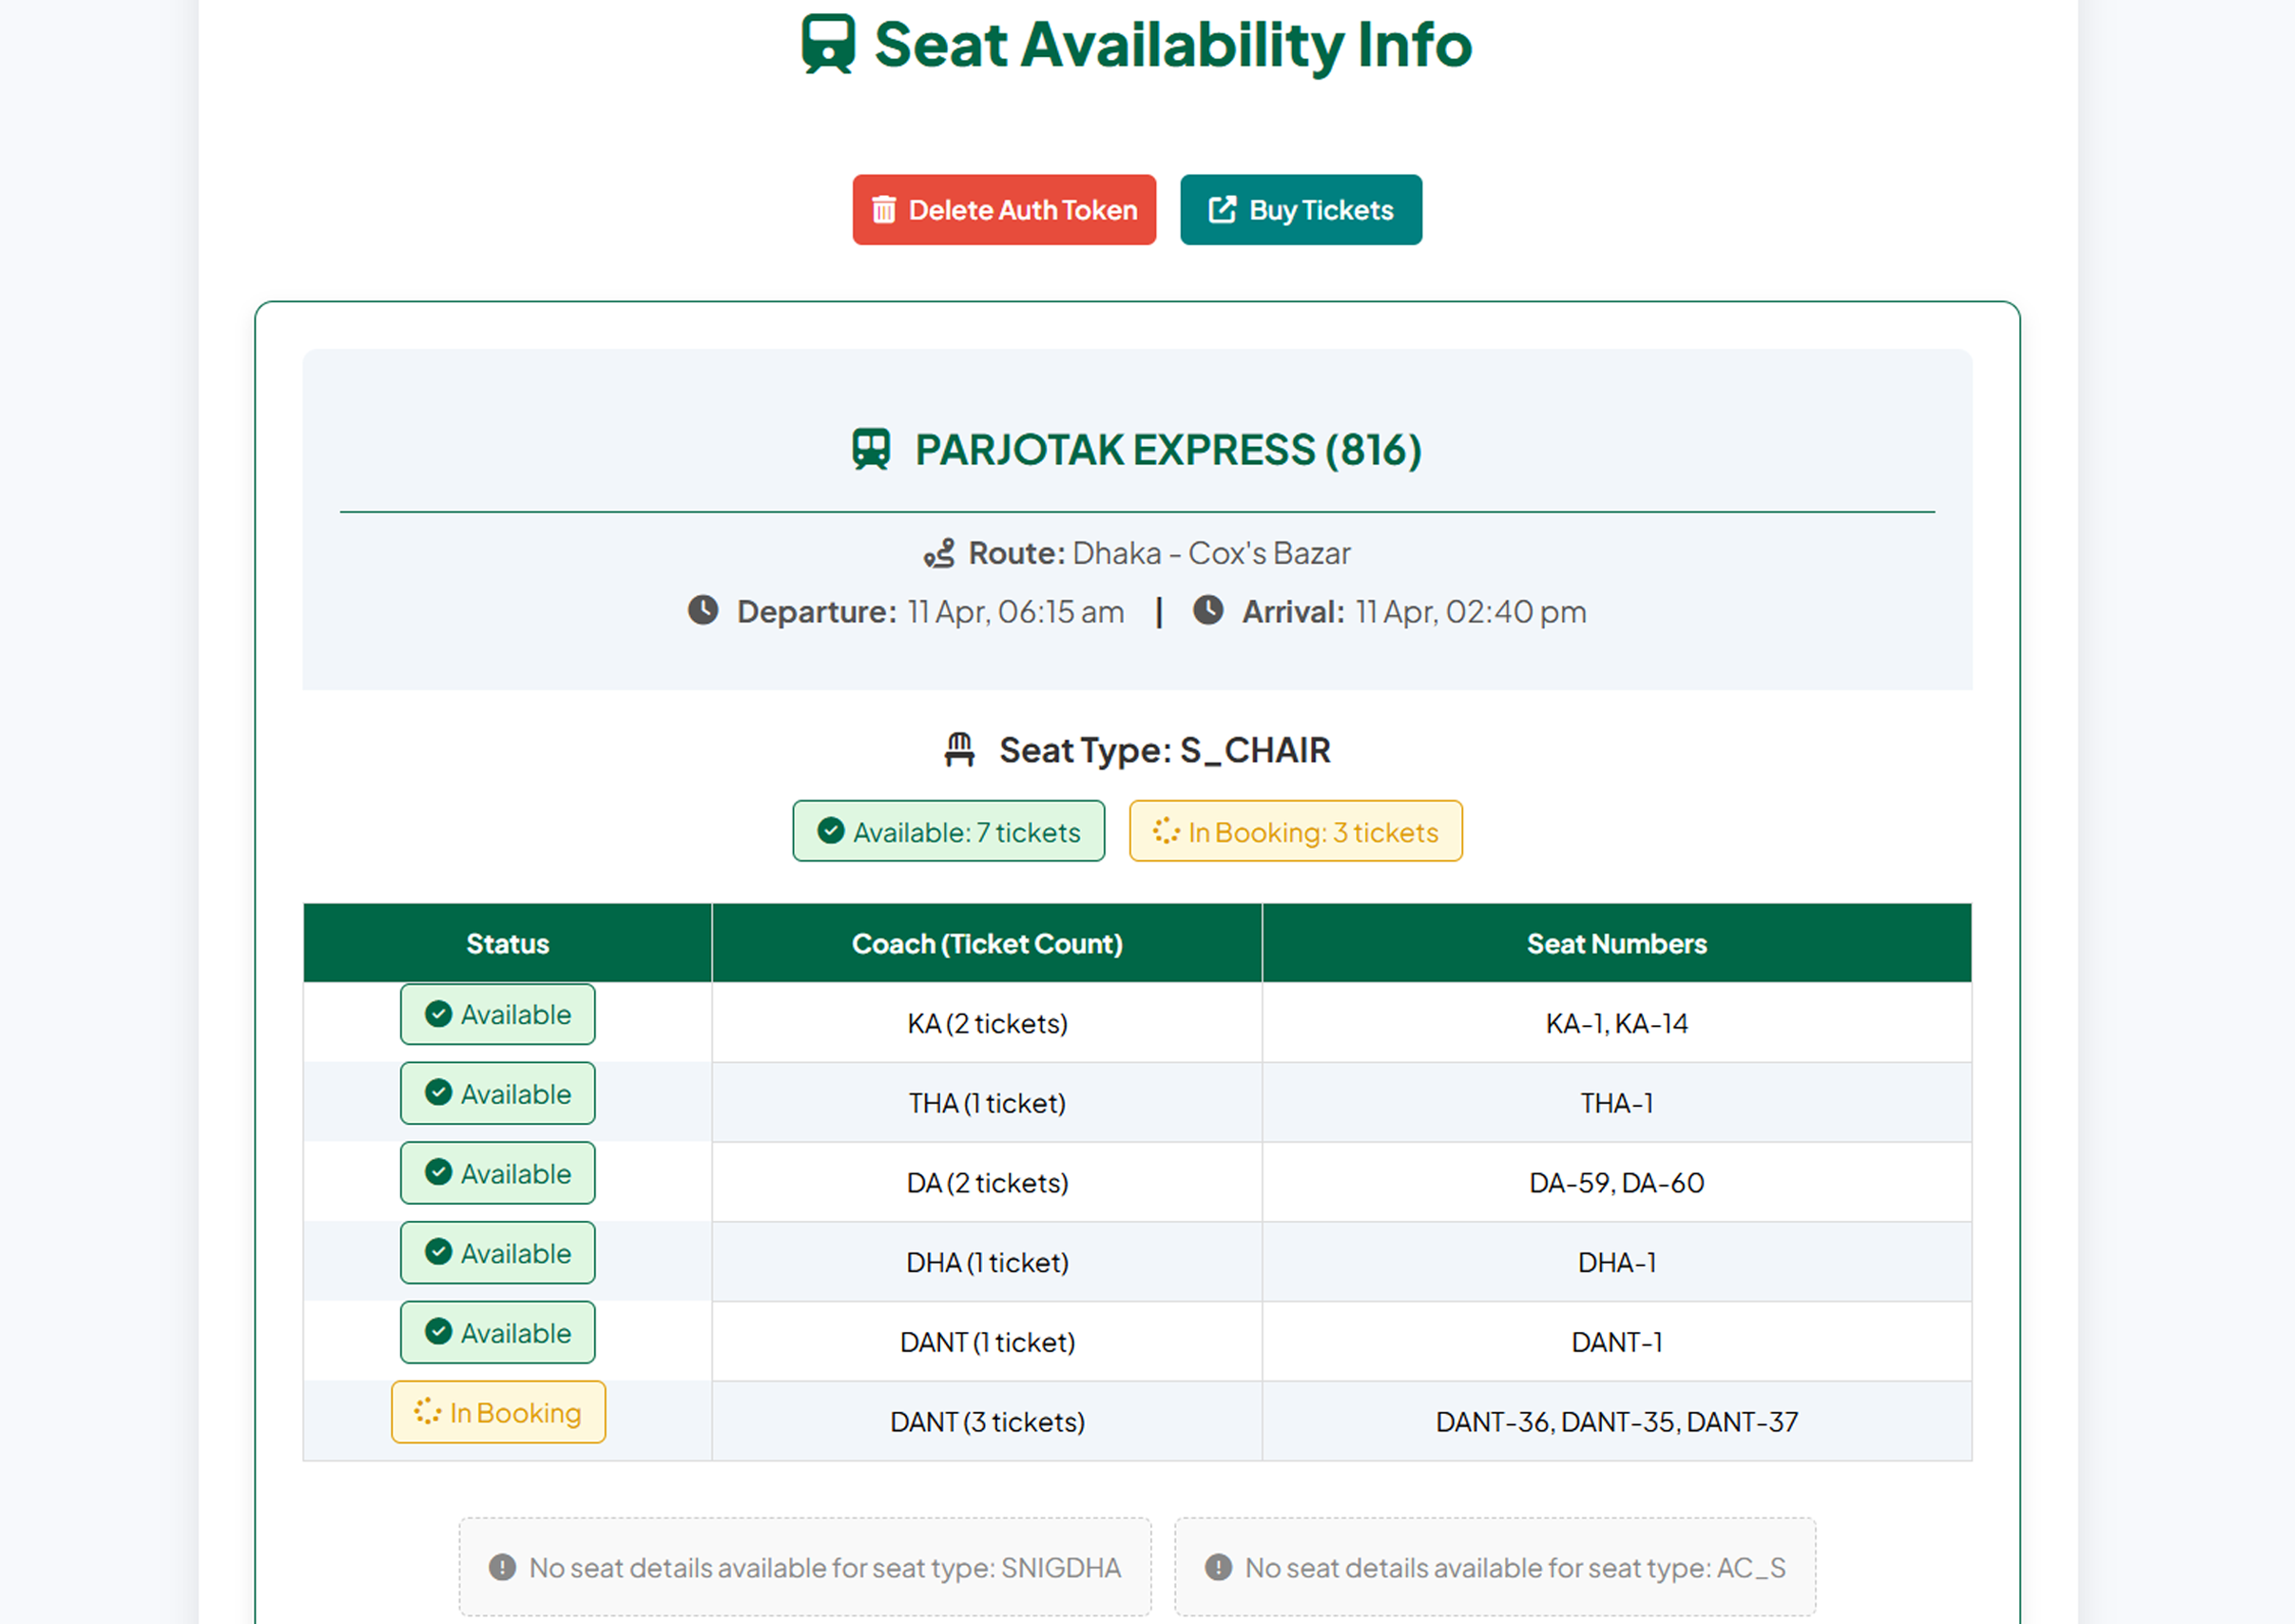 Seat Availability Info
Delete Auth Token Buy Tickets
PARJOTAK EXPRESS (816)
Route: Dhaka - Cox's Bazar
Departure: 11 Apr, 06:15 am | Arrival: 11 Apr, 02:40 pm
Seat Type: S_CHAIR
Available: 7 tickets In Booking: 3 tickets
Status Coach (Ticket Count) Seat Numbers
Available KA (2 tickets) KA-1, KA-14
Available THA (1 ticket) THA-1
Available DA (2 tickets) DA-59, DA-60
Available DHA (1 ticket) DHA-1
Available DANT (1 ticket) DANT-1
In Booking DANT (3 tickets) DANT-36, DANT-35, DANT-37
No seat details available for seat type: SNIGDHA No seat details available for seat type: AC_S